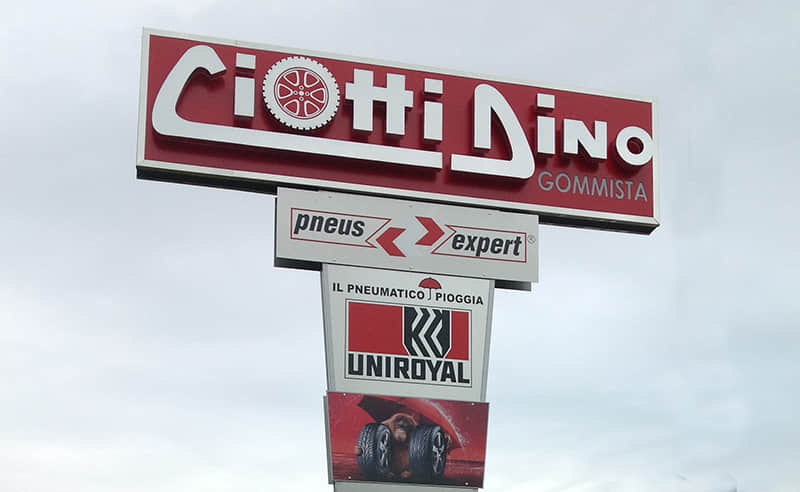 Ciotti Dino
GOMMISTA
pneus expert®
IL PNEUMATICO PIOGGIA
UNIROYAL